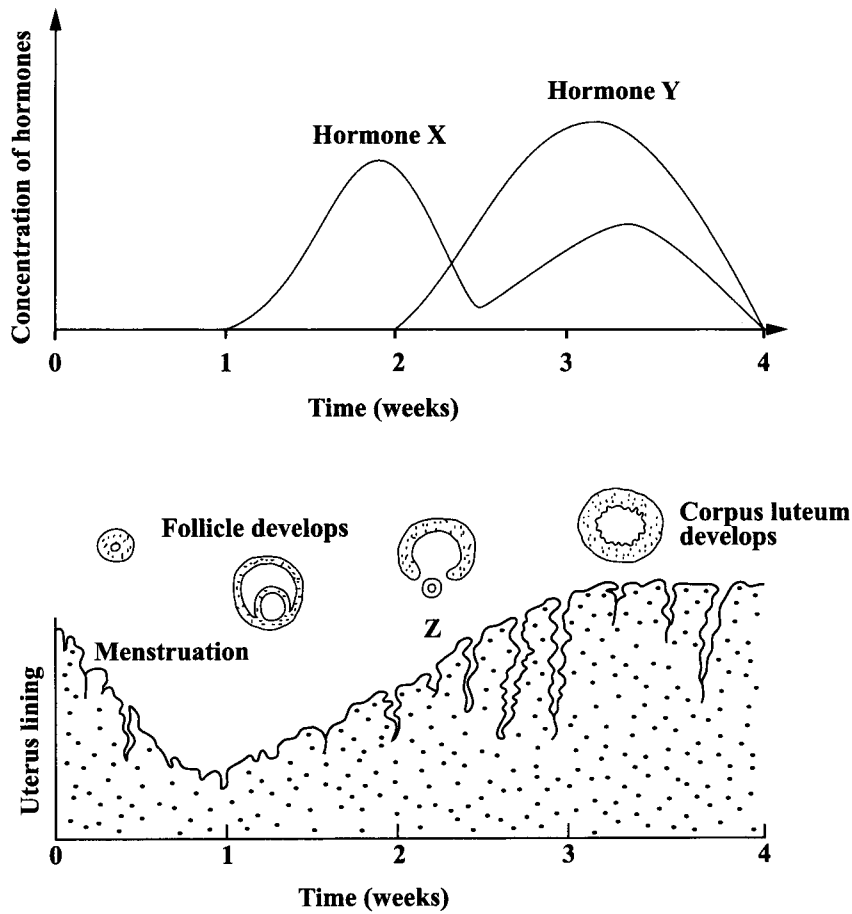 Concentration of hormones
Hormone X
Hormone Y
0 1 2 3 4
Time (weeks)
Follicle develops
Corpus luteum
develops
Z
Menstruation
Uterus lining
0 1 2 3 4
Time (weeks)